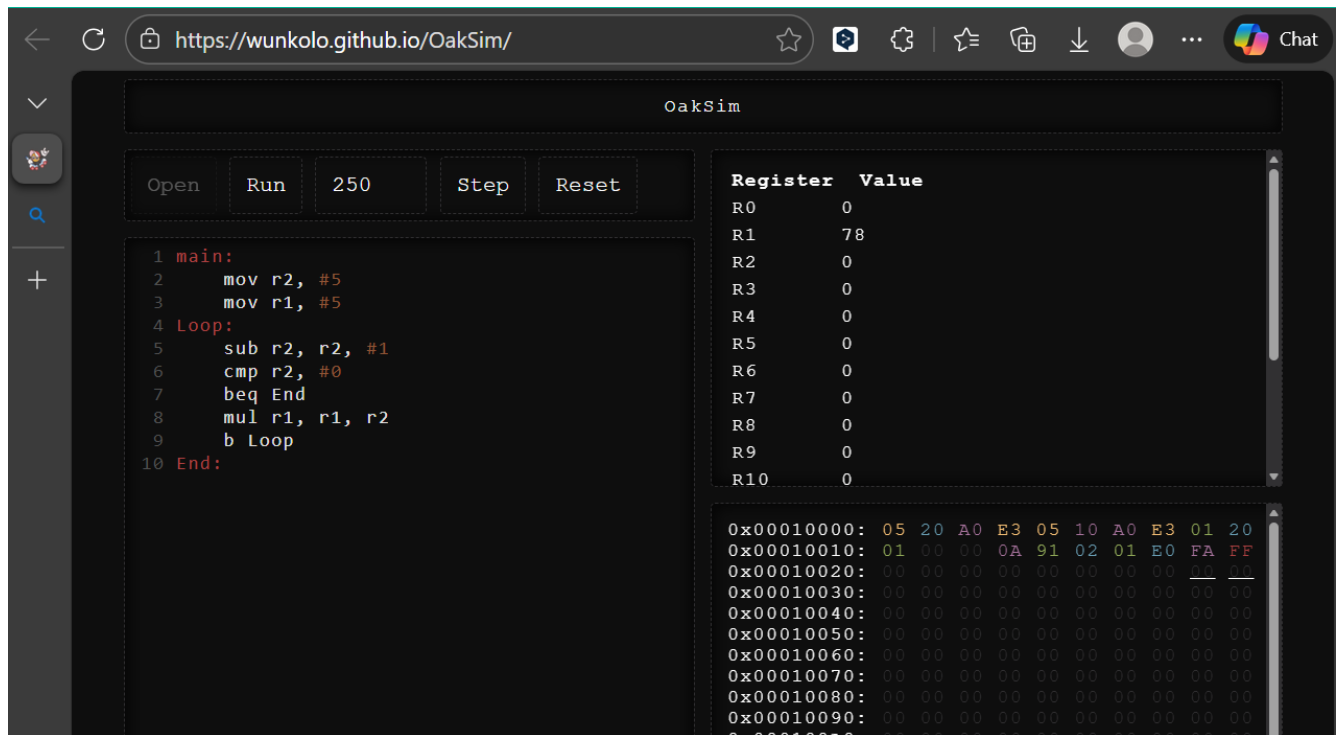 https://wunkolo.github.io/OakSim/
Chat
OakSim
Open Run 250 Step Reset
1 main:
2 mov r2, #5
3 mov r1, #5
4 Loop:
5 sub r2, r2, #1
6 cmp r2, #0
7 beq End
8 mul r1, r1, r2
9 b Loop
10 End:
Register Value
R0 0
R1 78
R2 0
R3 0
R4 0
R5 0
R6 0
R7 0
R8 0
R9 0
R10 0
0x00010000: 05 20 A0 E3 05 10 A0 E3 01 20
0x00010010: 01 00 00 0A 91 02 01 E0 FA FF
0x00010020: 00 00 00 00 00 00 00 00 00 00
0x00010030: 00 00 00 00 00 00 00 00 00 00
0x00010040: 00 00 00 00 00 00 00 00 00 00
0x00010050: 00 00 00 00 00 00 00 00 00 00
0x00010060: 00 00 00 00 00 00 00 00 00 00
0x00010070: 00 00 00 00 00 00 00 00 00 00
0x00010080: 00 00 00 00 00 00 00 00 00 00
0x00010090: 00 00 00 00 00 00 00 00 00 00